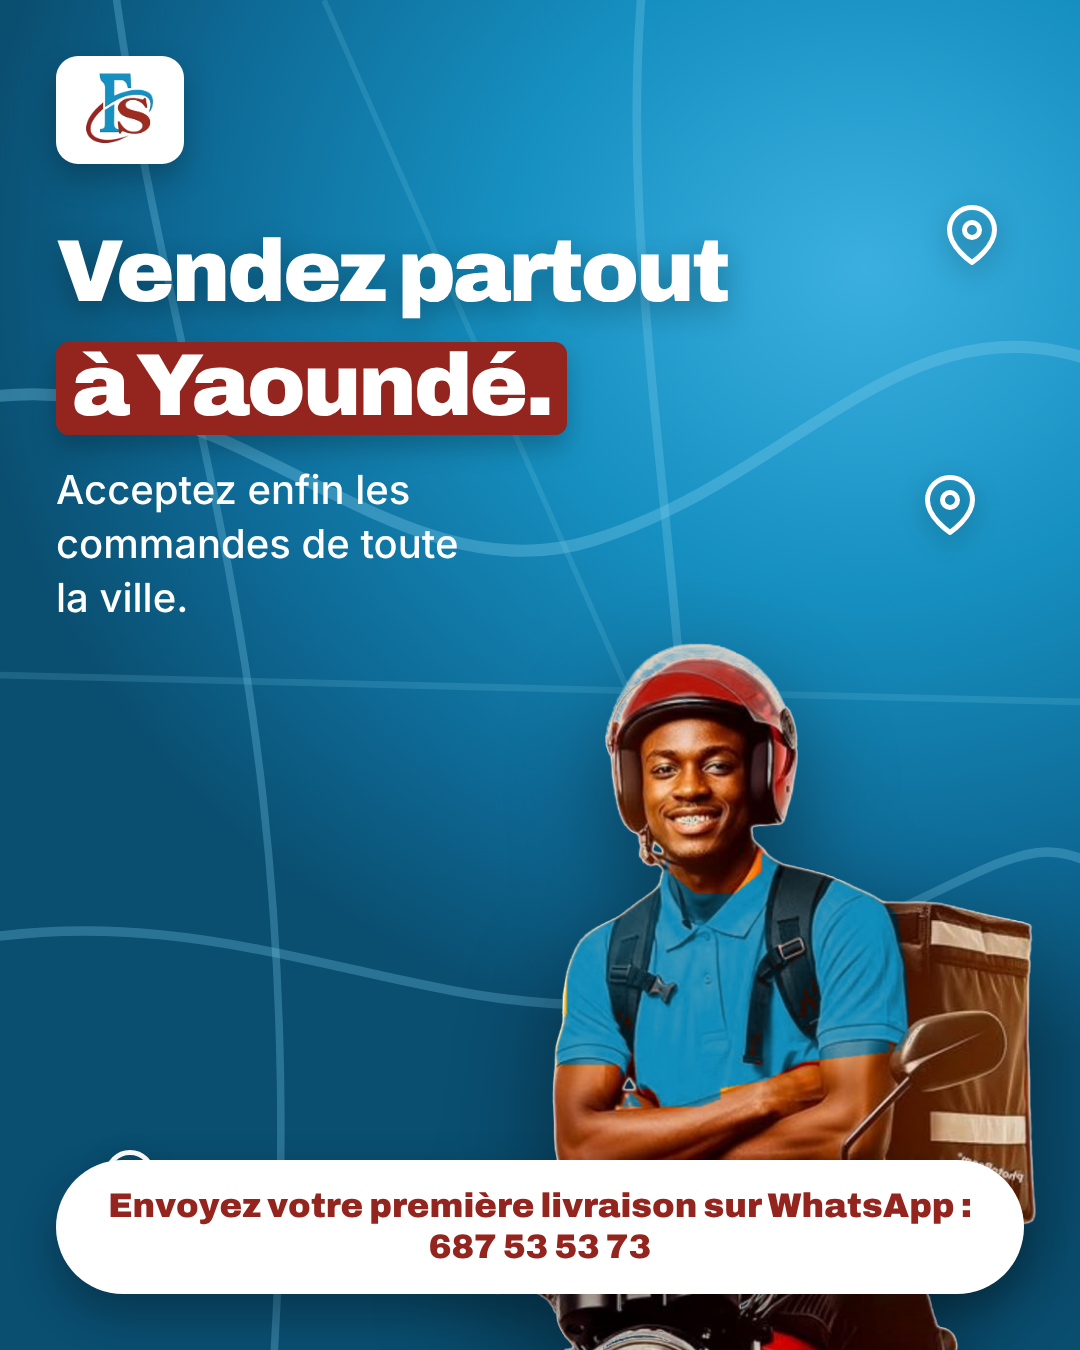 FS
Vendez partout
à Yaoundé.
Acceptez enfin les
commandes de toute
la ville.
PhotoRoom*
Envoyez votre première livraison sur WhatsApp :
687 53 53 73